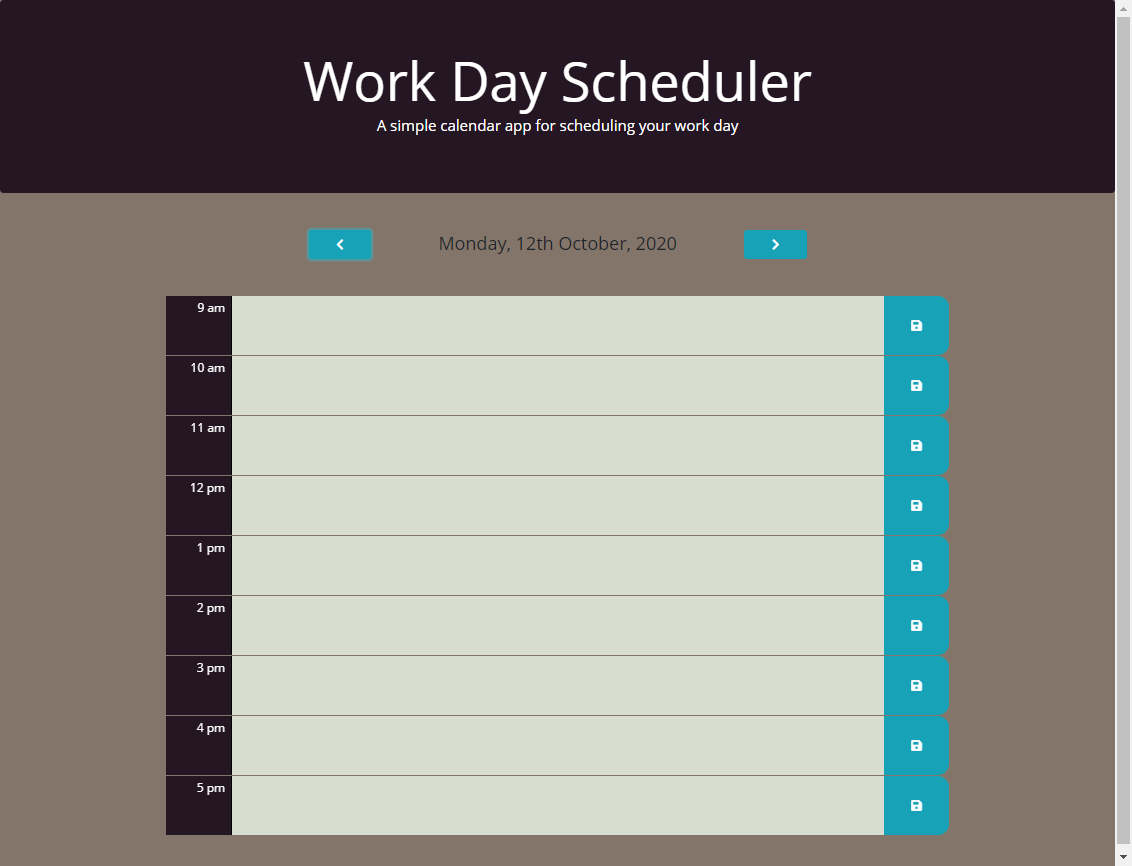 Work Day Scheduler
A simple calendar app for scheduling your work day
Monday, 12th October, 2020
9 am
10 am
11 am
12 pm
1 pm
2 pm
3 pm
4 pm
5 pm